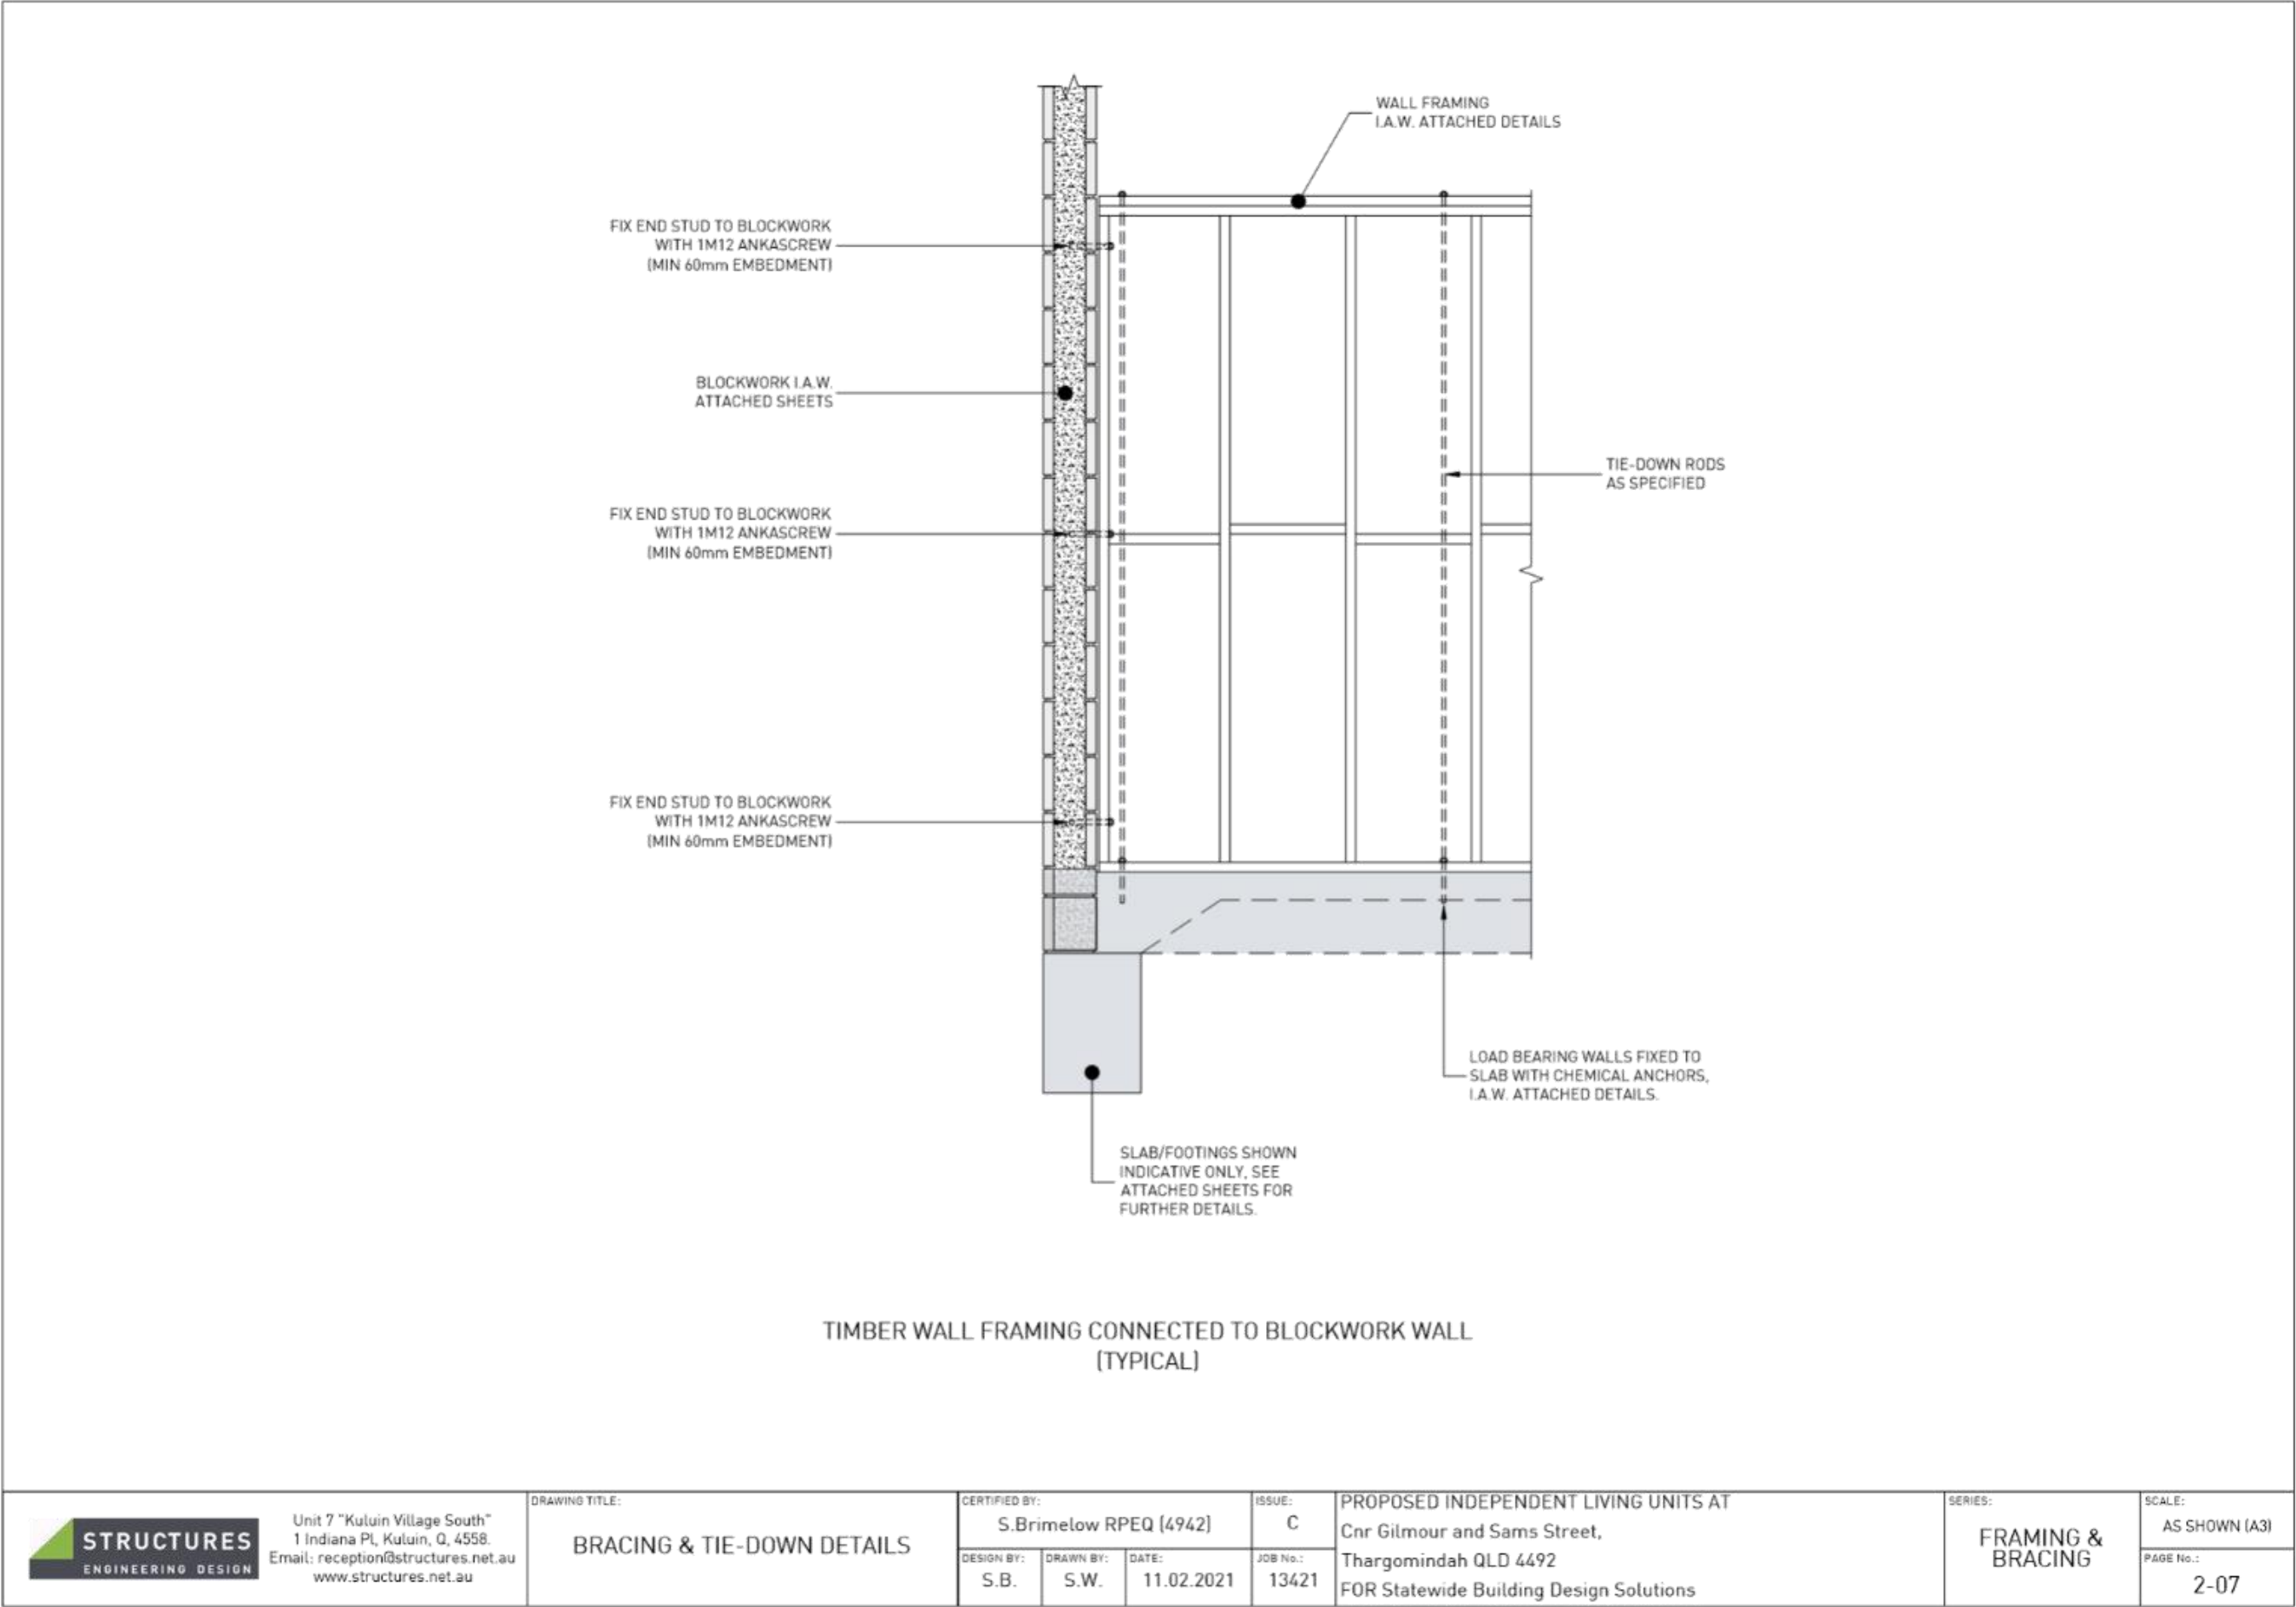 WALL FRAMING
I.A.W. ATTACHED DETAILS
FIX END STUD TO BLOCKWORK
WITH 1M12 ANKASCREW
(MIN 60mm EMBEDMENT)
BLOCKWORK I.A.W.
ATTACHED SHEETS
TIE-DOWN RODS
AS SPECIFIED
FIX END STUD TO BLOCKWORK
WITH 1M12 ANKASCREW
(MIN 60mm EMBEDMENT)
FIX END STUD TO BLOCKWORK
WITH 1M12 ANKASCREW
(MIN 60mm EMBEDMENT)
LOAD BEARING WALLS FIXED TO
SLAB WITH CHEMICAL ANCHORS,
I.A.W. ATTACHED DETAILS.
SLAB/FOOTINGS SHOWN
INDICATIVE ONLY, SEE
ATTACHED SHEETS FOR
FURTHER DETAILS.
TIMBER WALL FRAMING CONNECTED TO BLOCKWORK WALL
(TYPICAL)
STRUCTURES
ENGINEERING DESIGN
Unit 7 "Kuluin Village South"
1 Indiana Pl, Kuluin, Q, 4558.
Email: reception@structures.net.au
www.structures.net.au
DRAWING TITLE:
BRACING & TIE-DOWN DETAILS
CERTIFIED BY:
S.Brimelow RPEQ (4942)
ISSUE:
C
DESIGN BY:
S.B.
DRAWN BY:
S.W.
DATE:
11.02.2021
JOB No.:
13421
PROPOSED INDEPENDENT LIVING UNITS AT
Cnr Gilmour and Sams Street,
Thargomindah QLD 4492
FOR Statewide Building Design Solutions
SERIES:
FRAMING &
BRACING
SCALE:
AS SHOWN (A3)
PAGE No.:
2-07